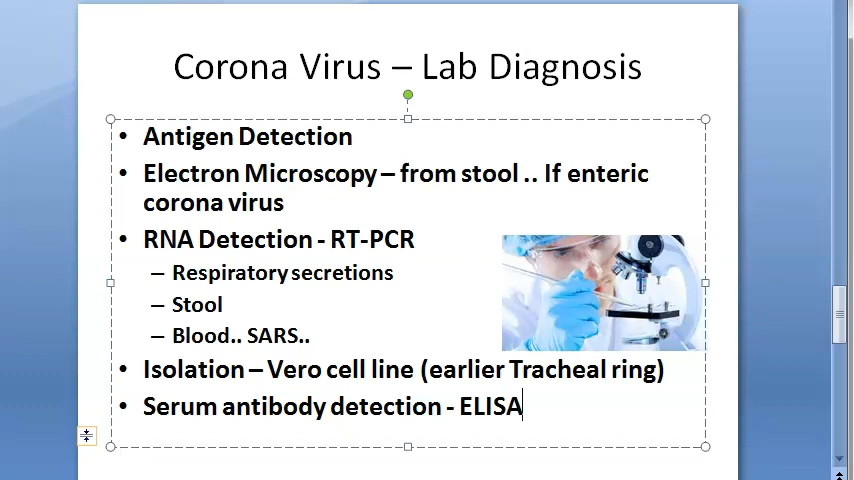 Corona Virus – Lab Diagnosis
• Antigen Detection
• Electron Microscopy – from stool .. If enteric
corona virus
• RNA Detection - RT-PCR
– Respiratory secretions
– Stool
– Blood.. SARS..
• Isolation – Vero cell line (earlier Tracheal ring)
• Serum antibody detection - ELISA